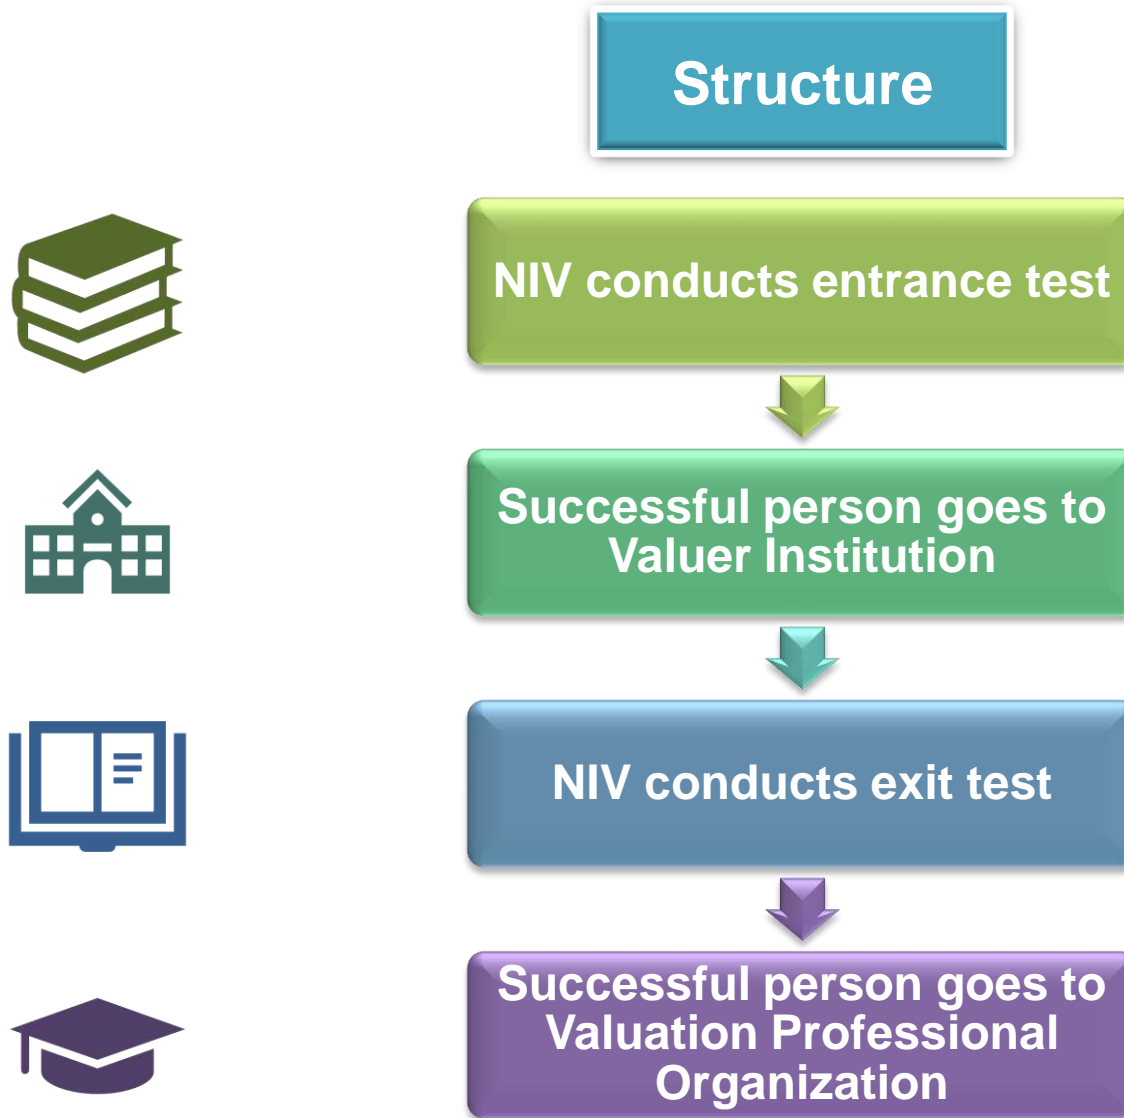 Structure
NIV conducts entrance test
Successful person goes to
Valuer Institution
NIV conducts exit test
Successful person goes to
Valuation Professional
Organization